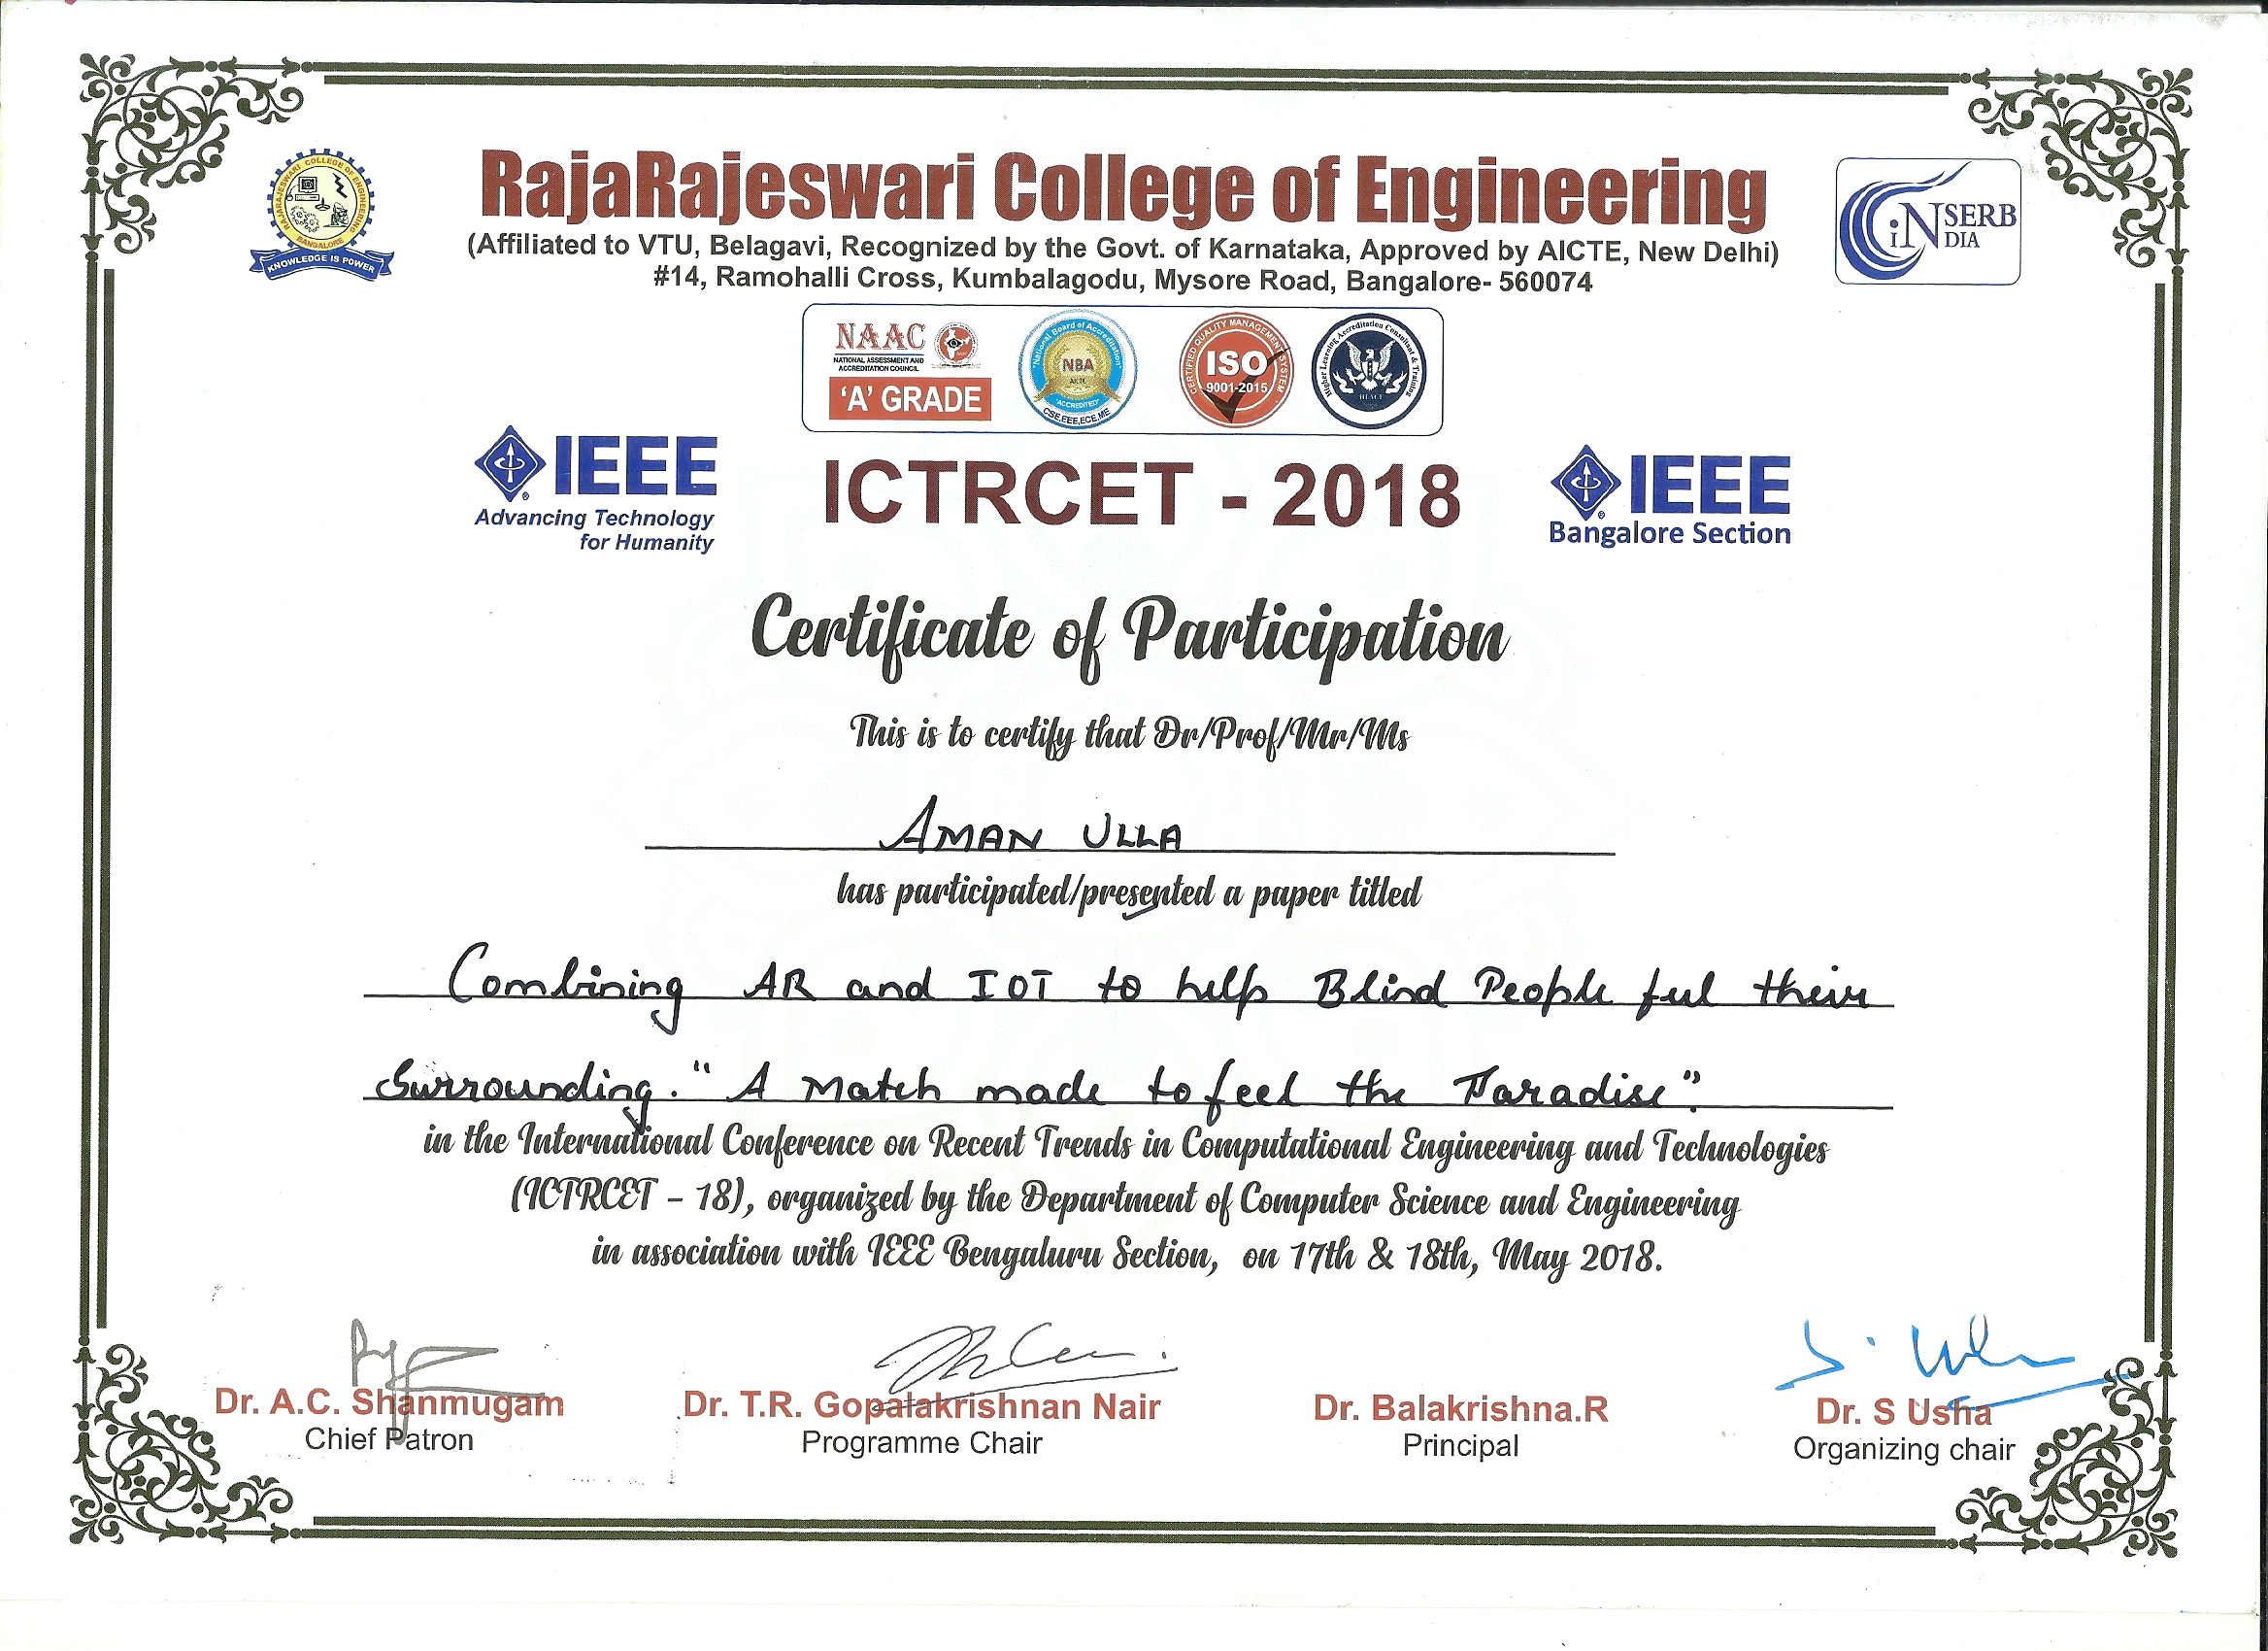 RajaRajeswari College of Engineering
(Affiliated to VTU, Belagavi, Recognized by the Govt. of Karnataka, Approved by AICTE, New Delhi)
#14, Ramohalli Cross, Kumbalagodu, Mysore Road, Bangalore- 560074
RAJARAJESWARI COLLEGE OF ENGINEERING
BANGALORE
KNOWLEDGE IS POWER
SERB
iNDIA
NAAC
NATIONAL ASSESSMENT AND
ACCREDITATION COUNCIL
'A' GRADE
National Board of Accreditation
NBA
AICTE
"ACCREDITED"
CSE,EEE,ECE,ME
CERTIFIED QUALITY MANAGEMENT SYSTEM
ISO
9001-2015
Higher Learning Accreditation Consultant & Training
HLACT
IEEE
Advancing Technology
for Humanity
ICTRCET - 2018
IEEE
Bangalore Section
Certificate of Participation
This is to certify that Dr/Prof/Mr/Ms
AMAN ULLA
has participated/presented a paper titled
Combining AR and IOT to help Blind People feel their
Surrounding. "A Match made to feel the Paradise".
in the International Conference on Recent Trends in Computational Engineering and Technologies
(ICTRCET - 18), organized by the Department of Computer Science and Engineering
in association with IEEE Bengaluru Section, on 17th & 18th, May 2018.
Dr. A.C. Shanmugam
Chief Patron
Dr. T.R. Gopalakrishnan Nair
Programme Chair
Dr. Balakrishna.R
Principal
Dr. S Usha
Organizing chair